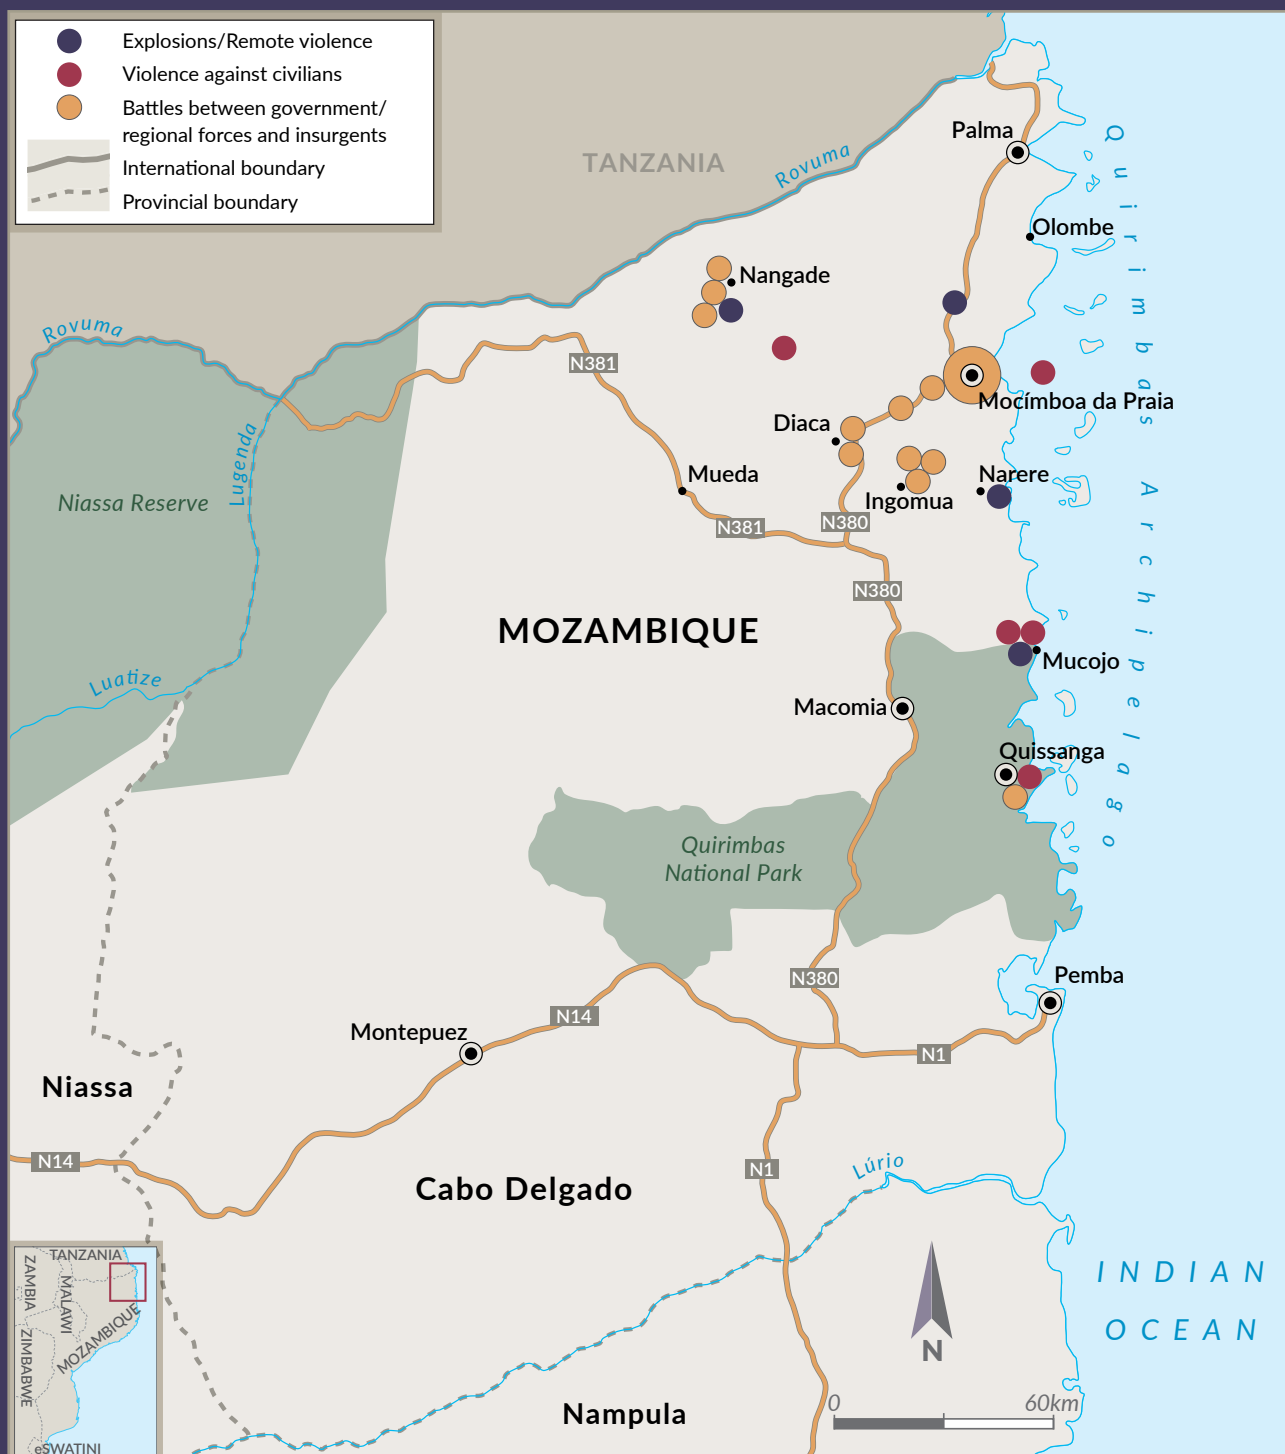 Explosions/Remote violence
Violence against civilians
Battles between government/
regional forces and insurgents
International boundary
Provincial boundary
TANZANIA
Rovuma
Palma
Quirimbas Archipelago
Olombe
Nangade
Rovuma
N381
Mocímboa da Praia
Diaca
Lugenda
Niassa Reserve
Mueda
Narere
Ingomua
N381
N380
N380
MOZAMBIQUE
Mucojo
Luatize
Macomia
Quissanga
Quirimbas
National Park
Pemba
N380
N14
Montepuez
N1
Niassa
N14
N1
Lúrio
Cabo Delgado
TANZANIA
ZAMBIA
MALAWI
MOZAMBIQUE
ZIMBABWE
eSWATINI
INDIAN
OCEAN
N
0 60km
Nampula